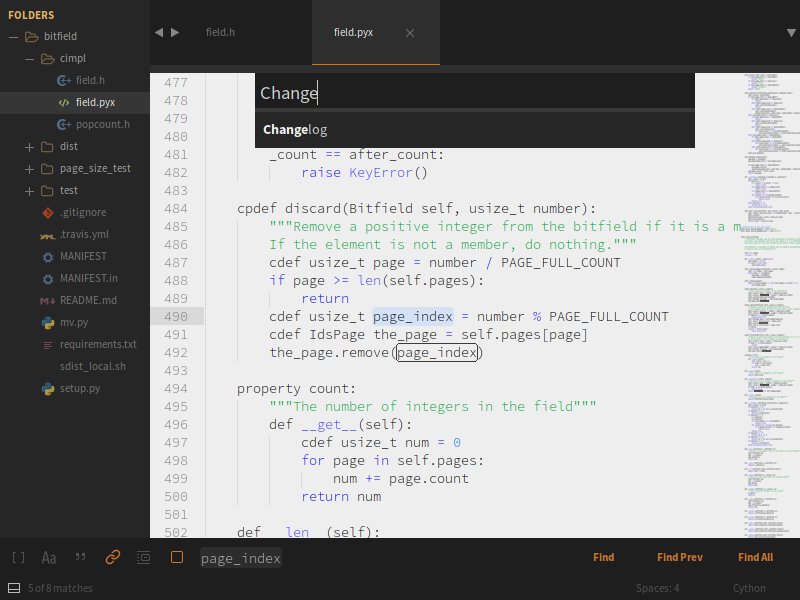 FOLDERS
bitfield
cimpl
field.h
field.pyx
popcount.h
dist
page_size_test
test
.gitignore
.travis.yml
MANIFEST
MANIFEST.in
README.md
mv.py
requirements.txt
sdist_local.sh
setup.py
field.h
field.pyx
Change
Changelog
477
478
479
480
481 _count == after_count:
482 raise KeyError()
483
484 cpdef discard(Bitfield self, usize_t number):
485 """Remove a positive integer from the bitfield if it is a m
486 If the element is not a member, do nothing."""
487 cdef usize_t page = number / PAGE_FULL_COUNT
488 if page >= len(self.pages):
489 return
490 cdef usize_t page_index = number % PAGE_FULL_COUNT
491 cdef IdsPage the_page = self.pages[page]
492 the_page.remove(page_index)
493
494 property count:
495 """The number of integers in the field"""
496 def __get__(self):
497 cdef usize_t num = 0
498 for page in self.pages:
499 num += page.count
500 return num
501
502 def __len__(self):
[ ] Aa ” page_index Find Find Prev Find All
5 of 8 matches Spaces: 4 Cython